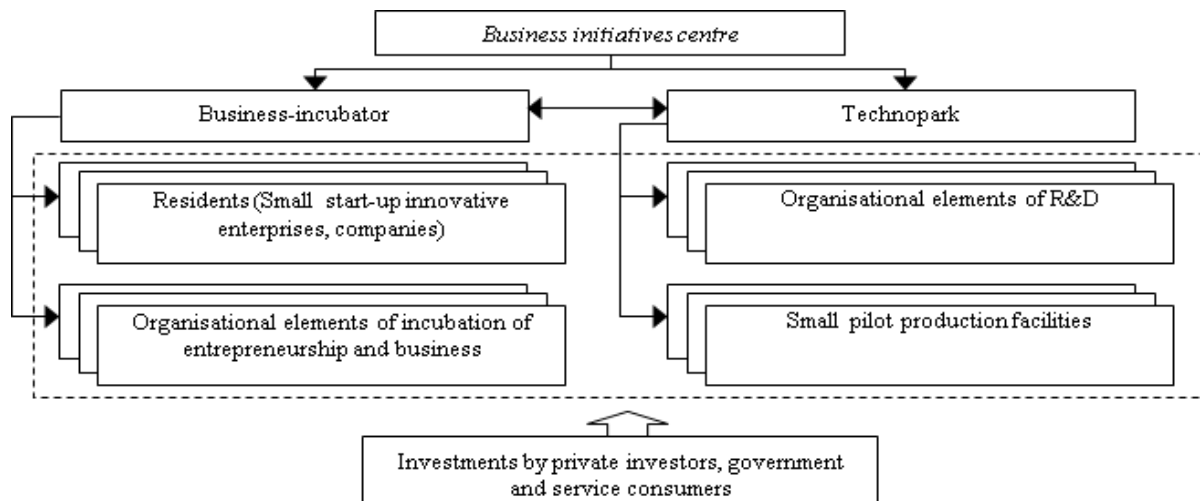 Business initiatives centre
Business-incubator
Technopark
Residents (Small start-up innovative
enterprises, companies)
Organisational elements of R&D
Organisational elements of incubation of
entrepreneurship and business
Small pilot production facilities
Investments by private investors, government
and service consumers